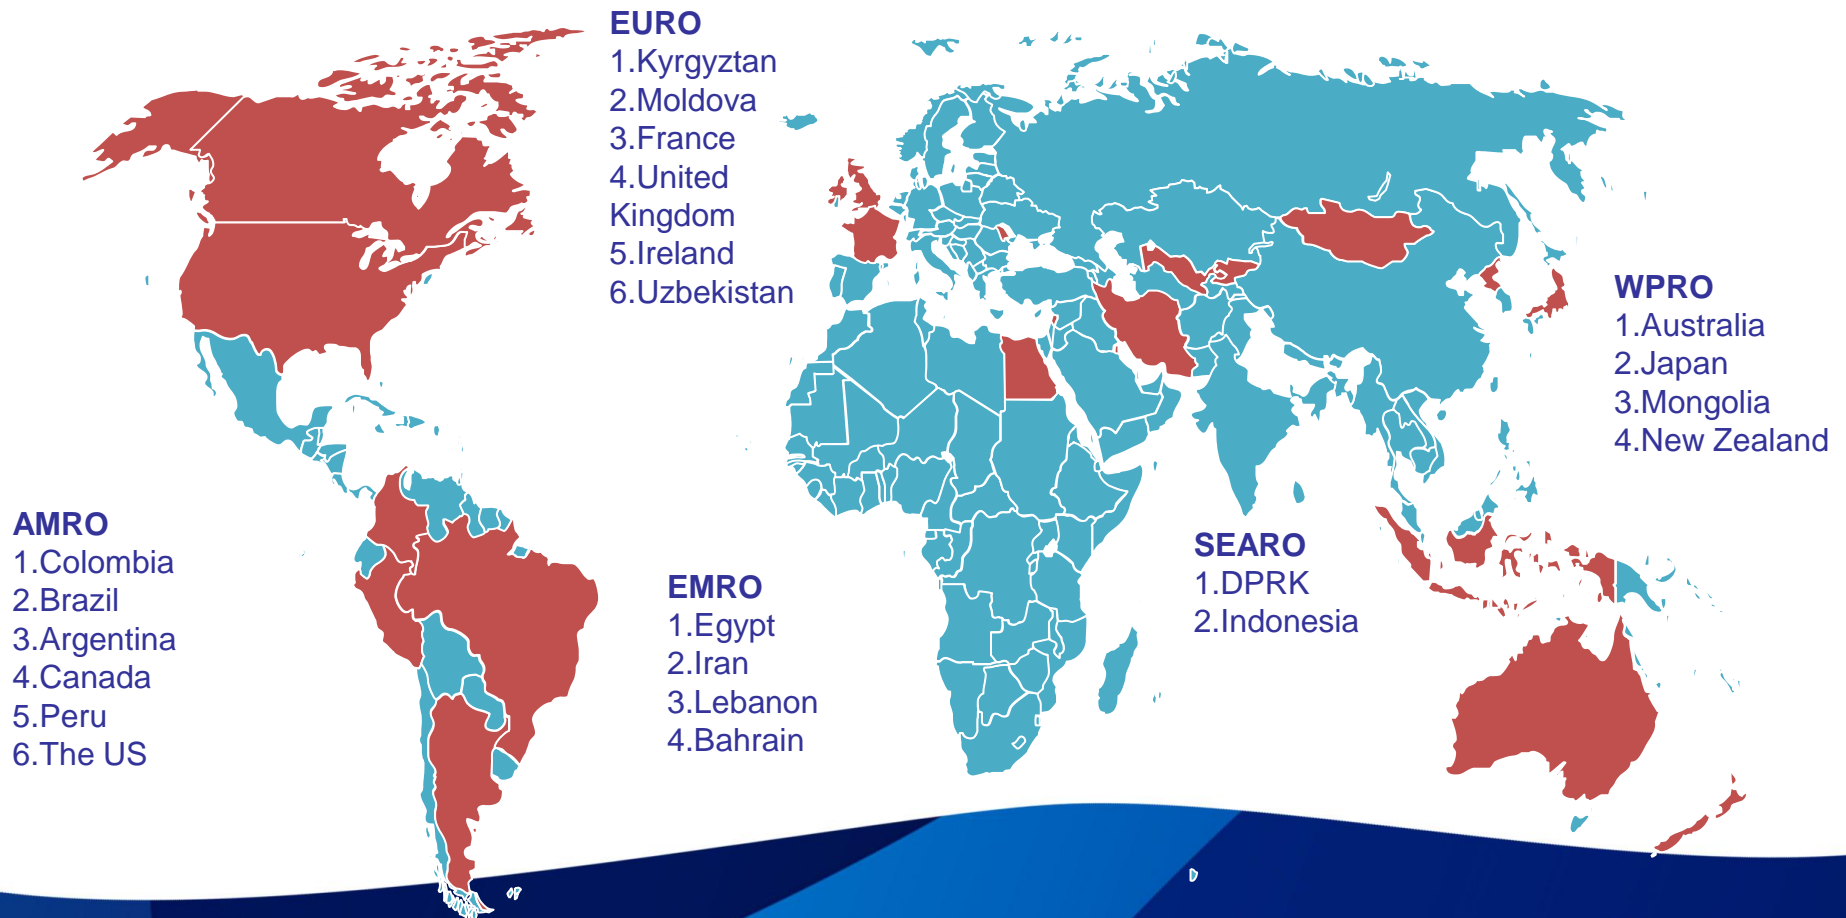 EURO
1.Kyrgyztan
2.Moldova
3.France
4.United
Kingdom
5.Ireland
6.Uzbekistan
WPRO
1.Australia
2.Japan
3.Mongolia
4.New Zealand
AMRO
1.Colombia
2.Brazil
3.Argentina
4.Canada
5.Peru
6.The US
EMRO
1.Egypt
2.Iran
3.Lebanon
4.Bahrain
SEARO
1.DPRK
2.Indonesia